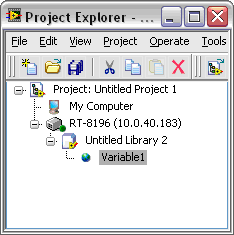 Project Explorer - ...
File Edit View Project Operate Tools
Project: Untitled Project 1
My Computer
RT-8196 (10.0.40.183)
Untitled Library 2
Variable1